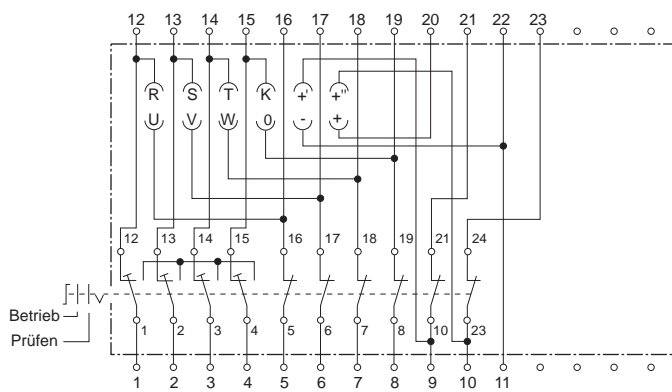 12 13 14 15 16 17 18 19 20 22 21 23
R S T K +' +"
U V W 0 - +
12 13 14 15 16 17 18 19 21 24
Betrieb
1 2 3 4 5 6 7 8 10 23
Prüfen
1 2 3 4 5 6 7 8 9 10 11